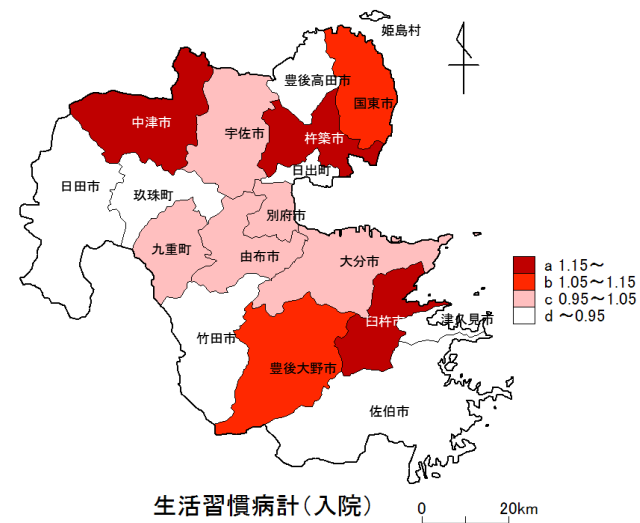 姫島村
豊後高田市
国東市
中津市
宇佐市
杵築市
日出町
日田市
玖珠町
別府市
九重町
由布市
大分市
a 1.15～
b 1.05～1.15
c 0.95～1.05
d ～0.95
臼杵市
津久見市
竹田市
豊後大野市
佐伯市
生活習慣病計（入院）
0 20km